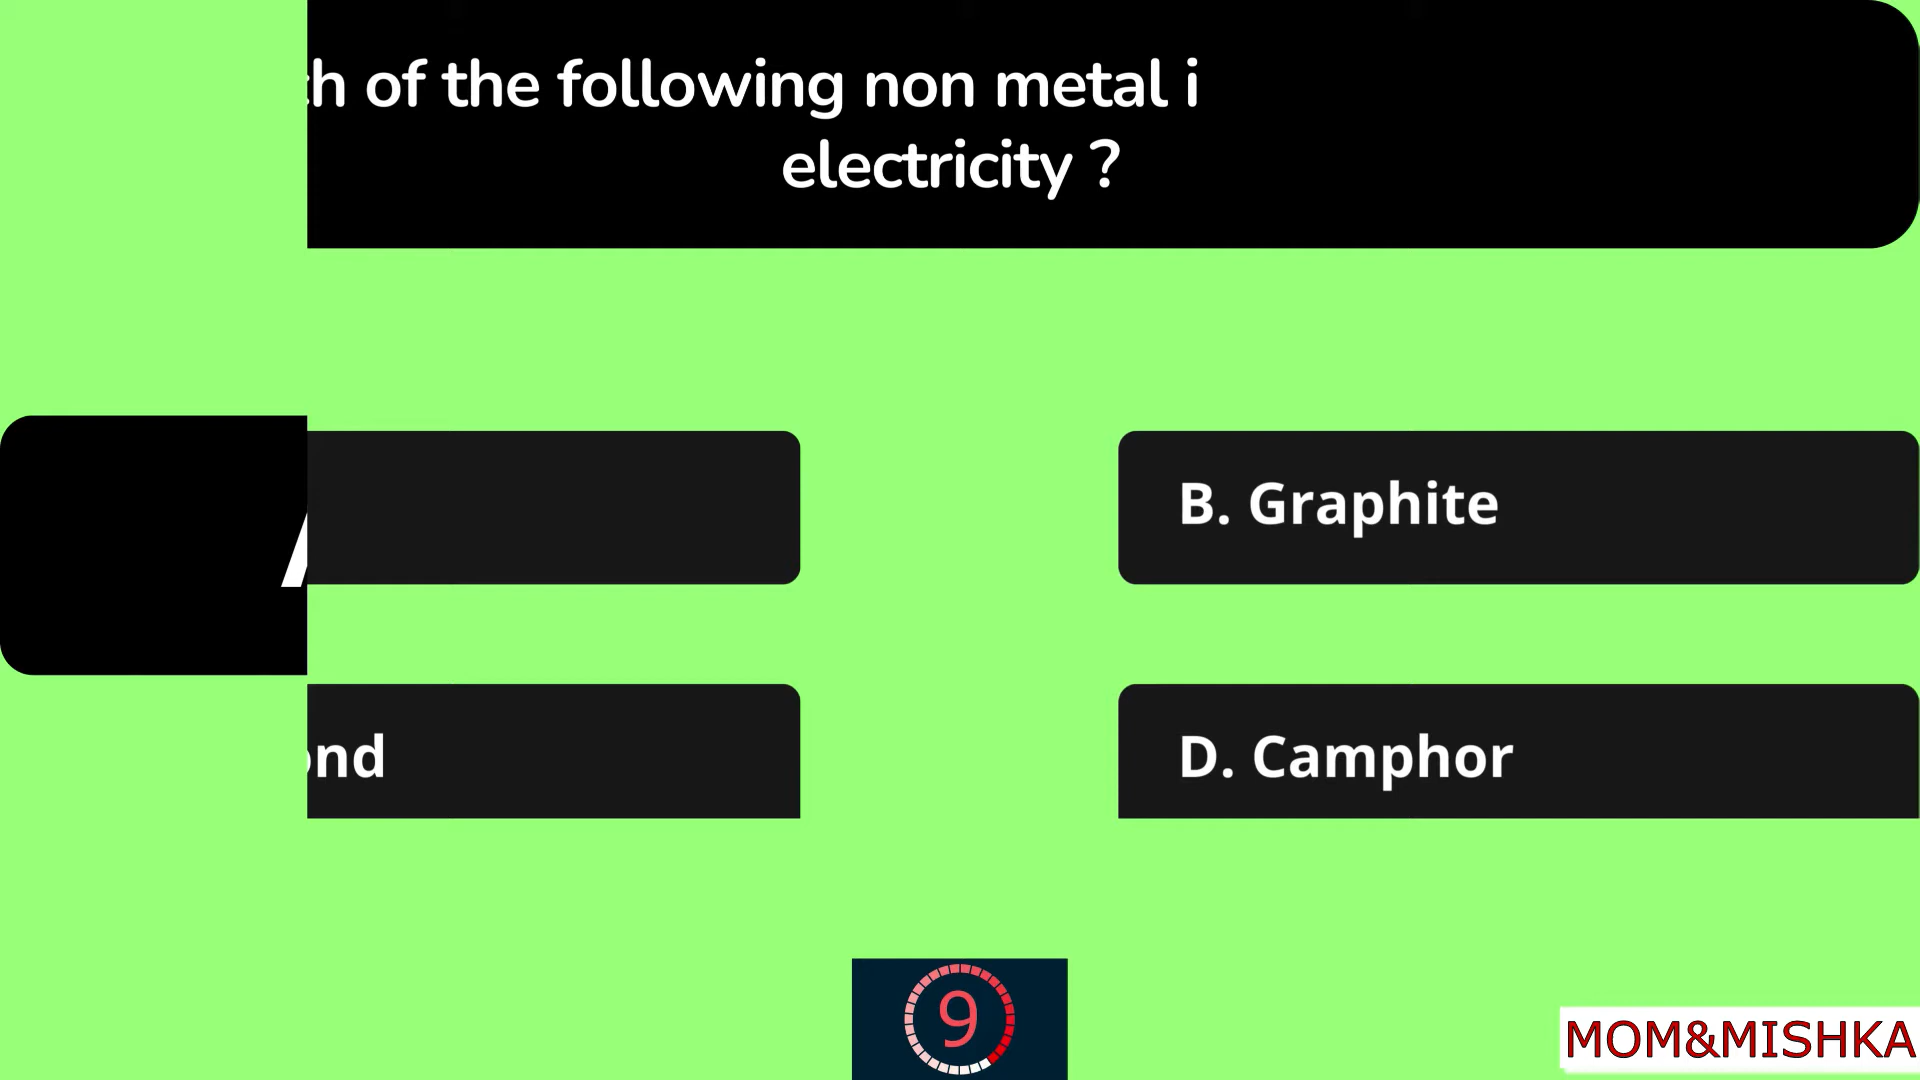 h of the following non metal i
electricity ?
B. Graphite
nd
D. Camphor
9
MOM&MISHKA